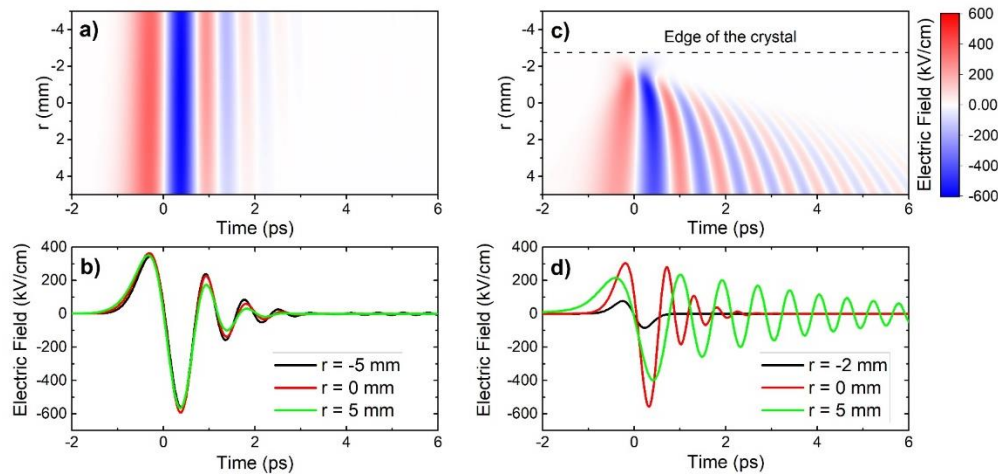 a)
-4
-2
0
2
4
r (mm)
-2 0 2 4 6
Time (ps)
c)
Edge of the crystal
-4
-2
0
2
4
r (mm)
-2 0 2 4 6
Time (ps)
600
400
200
0.00
-200
-400
-600
Electric Field (kV/cm)
b)
400
200
0
-200
-400
-600
Electric Field (kV/cm)
r = -5 mm
r = 0 mm
r = 5 mm
-2 0 2 4 6
Time (ps)
d)
400
200
0
-200
-400
-600
Electric Field (kV/cm)
r = -2 mm
r = 0 mm
r = 5 mm
-2 0 2 4 6
Time (ps)